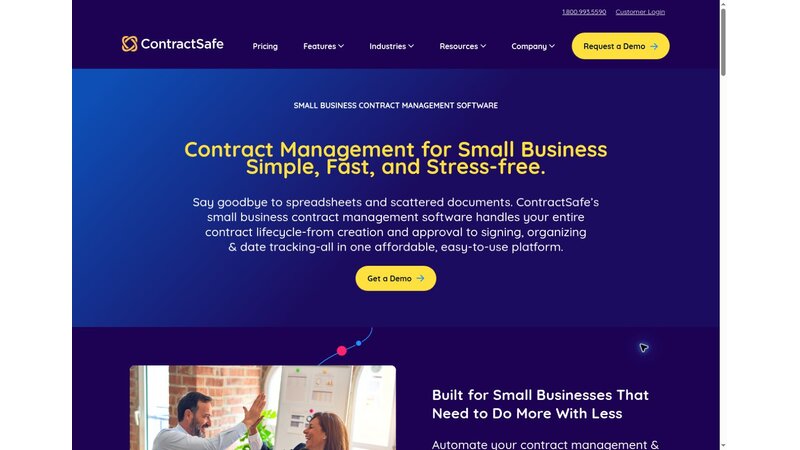 1.800.993.5590 Customer Login
ContractSafe Pricing Features Industries Resources Company Request a Demo
SMALL BUSINESS CONTRACT MANAGEMENT SOFTWARE
Contract Management for Small Business
Simple, Fast, and Stress-free.
Say goodbye to spreadsheets and scattered documents. ContractSafe's
small business contract management software handles your entire
contract lifecycle-from creation and approval to signing, organizing
& date tracking-all in one affordable, easy-to-use platform.
Get a Demo
Built for Small Businesses That
Need to Do More With Less
Automate your contract management &